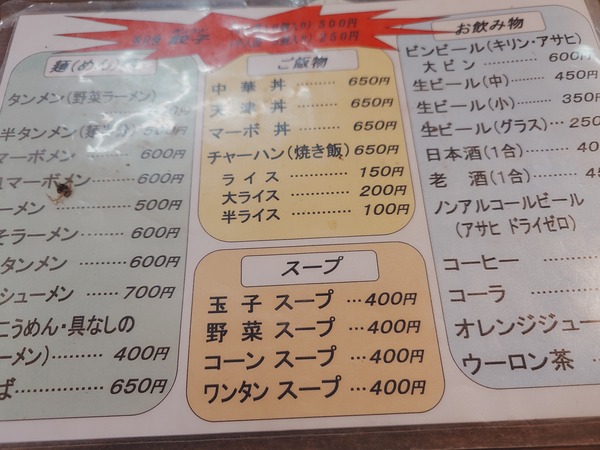 餃子 500円
250円
麺(めん)
タンメン(野菜ラーメン)
半タンメン(麺半分) 500円
マーボメン 600円
マーボメン 600円
ーメン 500円
そラーメン 600円
タンメン 600円
シューメン 700円
こうめん・具なしの
ーメン) 400円
ば 650円
ご飯物
中華丼 650円
天津丼 650円
マーボ丼 650円
チャーハン(焼き飯) 650円
ライス 150円
大ライス 200円
半ライス 100円
スープ
玉子スープ 400円
野菜スープ 400円
コーンスープ 400円
ワンタンスープ 400円
お飲み物
ビンビール(キリン・アサヒ)
大ビン 600円
生ビール(中) 450円
生ビール(小) 350円
生ビール(グラス) 250
日本酒(1合) 40
老酒(1合) 45
ノンアルコールビール
(アサヒ ドライゼロ)
コーヒー
コーラ
オレンジジュー
ウーロン茶